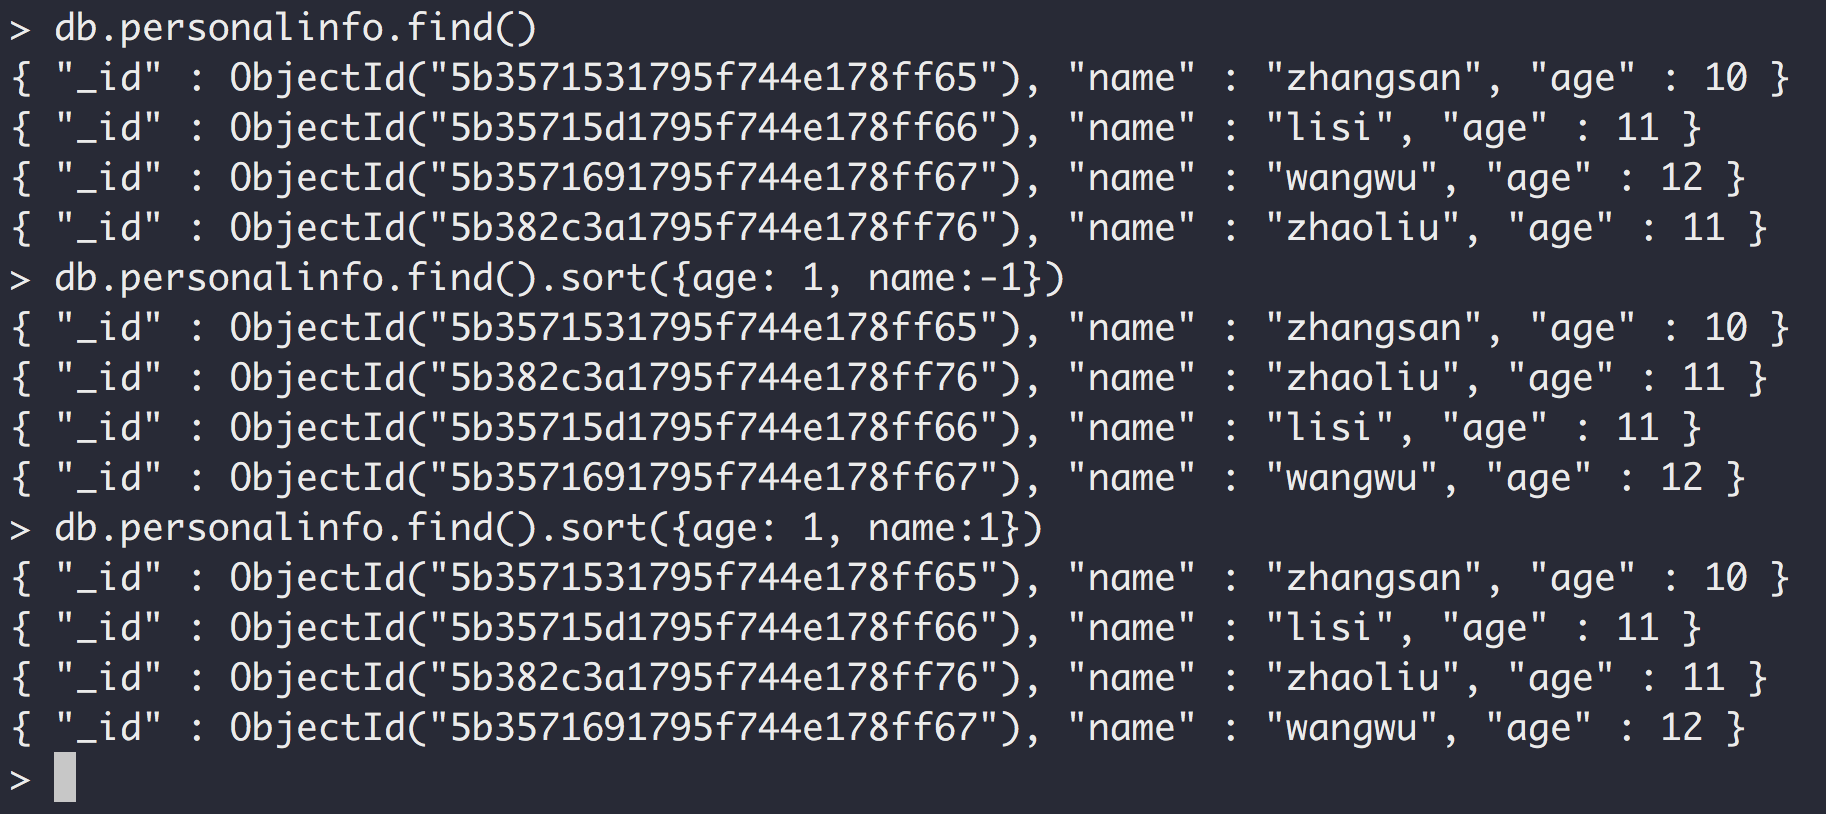 > db.personalinfo.find()
{ "_id" : ObjectId("5b3571531795f744e178ff65"), "name" : "zhangsan", "age" : 10 }
{ "_id" : ObjectId("5b35715d1795f744e178ff66"), "name" : "lisi", "age" : 11 }
{ "_id" : ObjectId("5b3571691795f744e178ff67"), "name" : "wangwu", "age" : 12 }
{ "_id" : ObjectId("5b382c3a1795f744e178ff76"), "name" : "zhaoliu", "age" : 11 }
> db.personalinfo.find().sort({age: 1, name:-1})
{ "_id" : ObjectId("5b3571531795f744e178ff65"), "name" : "zhangsan", "age" : 10 }
{ "_id" : ObjectId("5b382c3a1795f744e178ff76"), "name" : "zhaoliu", "age" : 11 }
{ "_id" : ObjectId("5b35715d1795f744e178ff66"), "name" : "lisi", "age" : 11 }
{ "_id" : ObjectId("5b3571691795f744e178ff67"), "name" : "wangwu", "age" : 12 }
> db.personalinfo.find().sort({age: 1, name:1})
{ "_id" : ObjectId("5b3571531795f744e178ff65"), "name" : "zhangsan", "age" : 10 }
{ "_id" : ObjectId("5b35715d1795f744e178ff66"), "name" : "lisi", "age" : 11 }
{ "_id" : ObjectId("5b382c3a1795f744e178ff76"), "name" : "zhaoliu", "age" : 11 }
{ "_id" : ObjectId("5b3571691795f744e178ff67"), "name" : "wangwu", "age" : 12 }
>